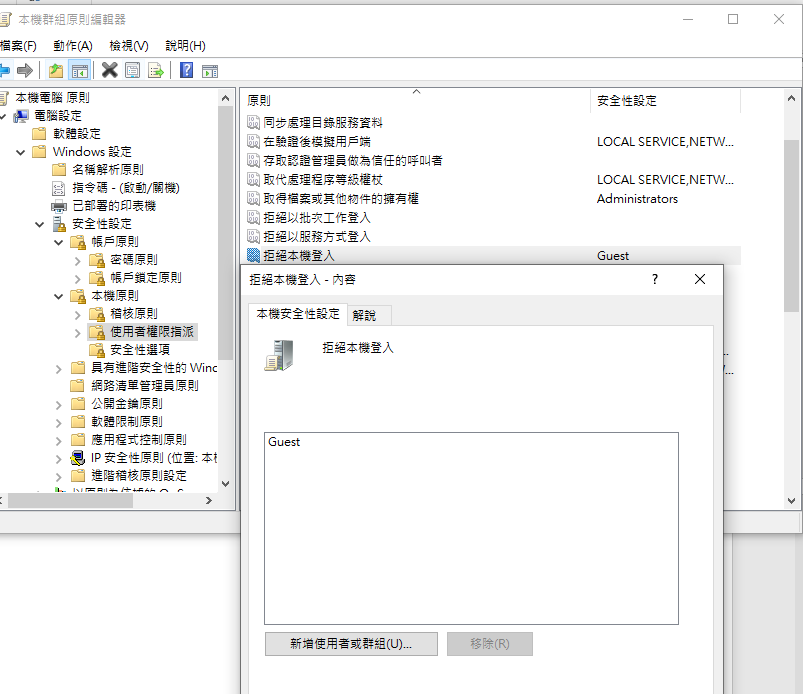 本機群組原則編輯器
檔案(F) 動作(A) 檢視(V) 說明(H)
本機電腦 原則
電腦設定
軟體設定
Windows 設定
名稱解析原則
指令碼 - (啟動/關機)
已部署的印表機
安全性設定
帳戶原則
密碼原則
帳戶鎖定原則
本機原則
稽核原則
使用者權限指派
安全性選項
具有進階安全性的 Winc
網路清單管理員原則
公開金鑰原則
軟體限制原則
應用程式控制原則
IP 安全性原則 (位置: 本機
進階稽核原則設定
原則 安全性設定
同步處理目錄服務資料
在驗證後模擬用戶端 LOCAL SERVICE,NETW...
存取認證管理員做為信任的呼叫者
取代處理程序等級權杖 LOCAL SERVICE,NETW...
取得檔案或其他物件的擁有權 Administrators
拒絕以批次工作登入
拒絕以服務方式登入
拒絕本機登入 Guest
拒絕本機登入 - 內容
本機安全性設定 解說
拒絕本機登入
Guest
新增使用者或群組(U)... 移除(R)